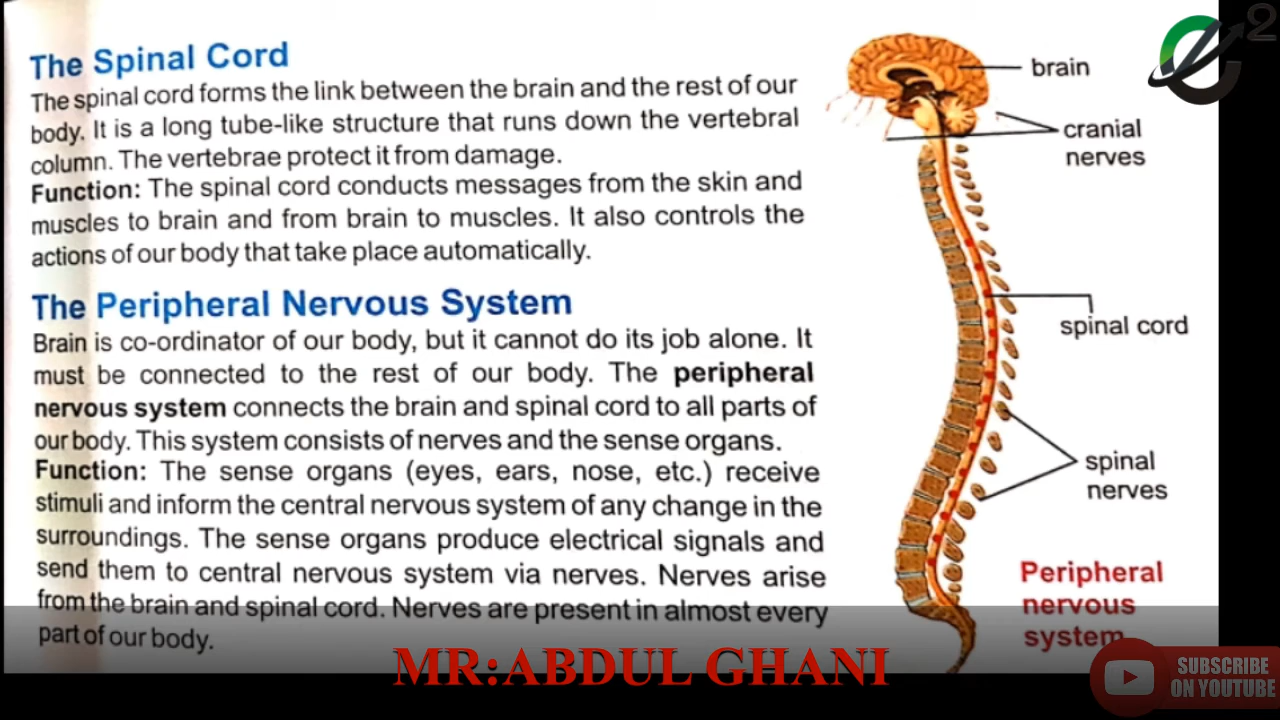 The Spinal Cord
The spinal cord forms the link between the brain and the rest of our
body. It is a long tube-like structure that runs down the vertebral
column. The vertebrae protect it from damage.
Function: The spinal cord conducts messages from the skin and
muscles to brain and from brain to muscles. It also controls the
actions of our body that take place automatically.
The Peripheral Nervous System
Brain is co-ordinator of our body, but it cannot do its job alone. It
must be connected to the rest of our body. The peripheral
nervous system connects the brain and spinal cord to all parts of
our body. This system consists of nerves and the sense organs.
Function: The sense organs (eyes, ears, nose, etc.) receive
stimuli and inform the central nervous system of any change in the
surroundings. The sense organs produce electrical signals and
send them to central nervous system via nerves. Nerves arise
from the brain and spinal cord. Nerves are present in almost every
part of our body.
brain
cranial
nerves
spinal cord
spinal
nerves
Peripheral
nervous
system
2
MR:ABDUL GHANI
SUBSCRIBE
ON YOUTUBE